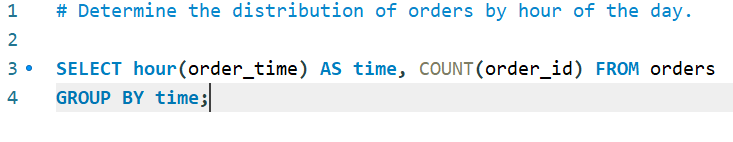 1 # Determine the distribution of orders by hour of the day.
2
3 SELECT hour(order_time) AS time, COUNT(order_id) FROM orders
4 GROUP BY time;